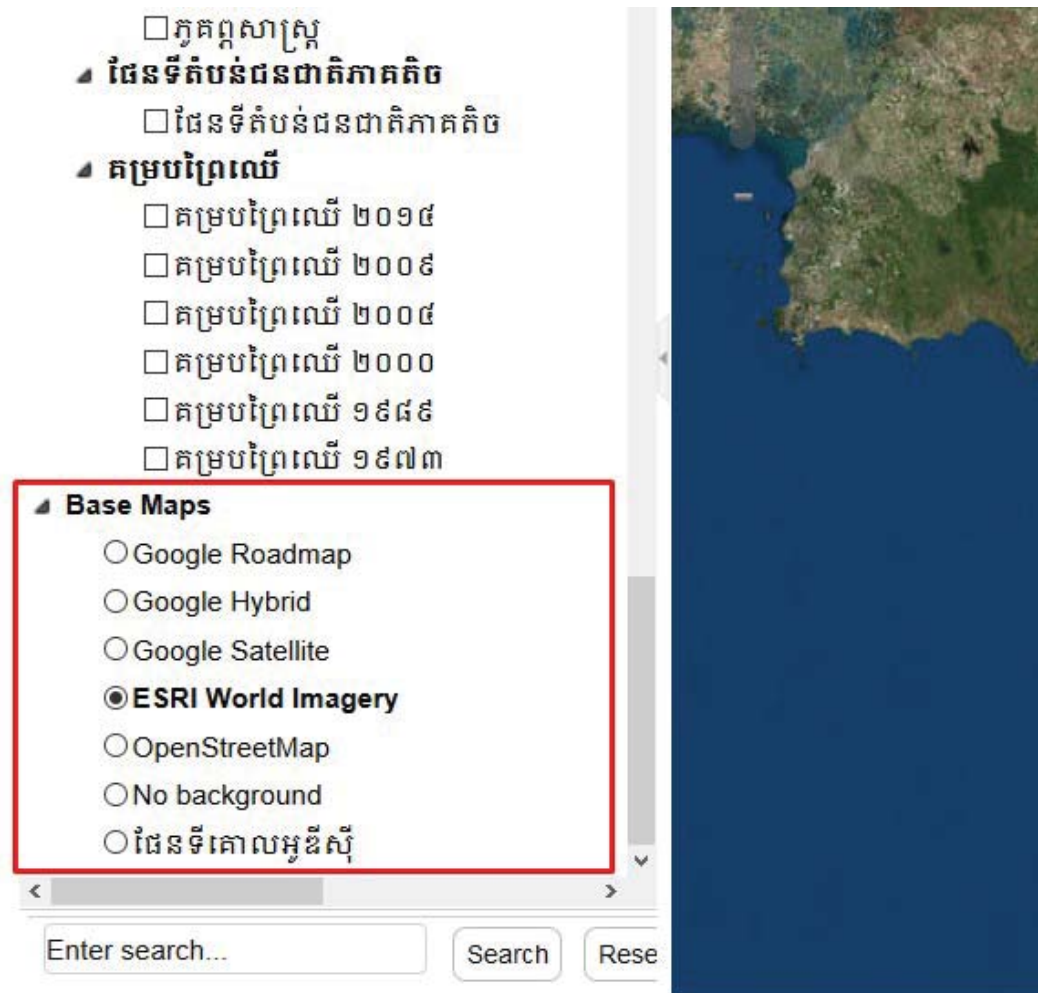 ភូគព្ភសាស្ត្រ
ផែនទីតំបន់ជនជាតិភាគតិច
ផែនទីតំបន់ជនជាតិភាគតិច
គម្របព្រៃឈើ
គម្របព្រៃឈើ ២០១៤
គម្របព្រៃឈើ ២០០៩
គម្របព្រៃឈើ ២០០៤
គម្របព្រៃឈើ ២០០០
គម្របព្រៃឈើ ១៩៨៩
គម្របព្រៃឈើ ១៩៧៣
Base Maps
Google Roadmap
Google Hybrid
Google Satellite
ESRI World Imagery
OpenStreetMap
No background
ផែនទីគោលអូឌីស៊ី
Enter search... Search Rese